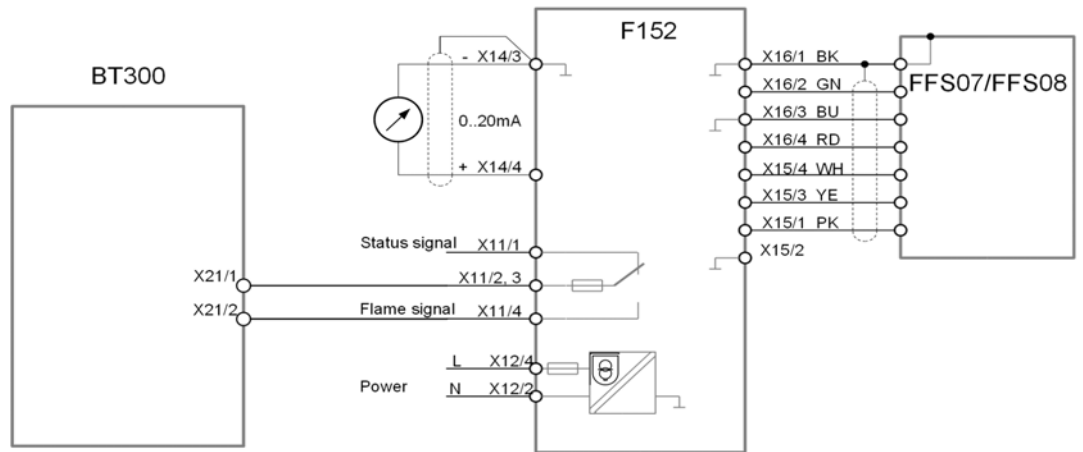 BT300
X21/1
X21/2
F152
- X14/3
0..20mA
+ X14/4
Status signal X11/1
X11/2, 3
Flame signal X11/4
L X12/4
Power
N X12/2
X16/1 BK
X16/2 GN
X16/3 BU
X16/4 RD
X15/4 WH
X15/3 YE
X15/1 PK
X15/2
FFS07/FFS08